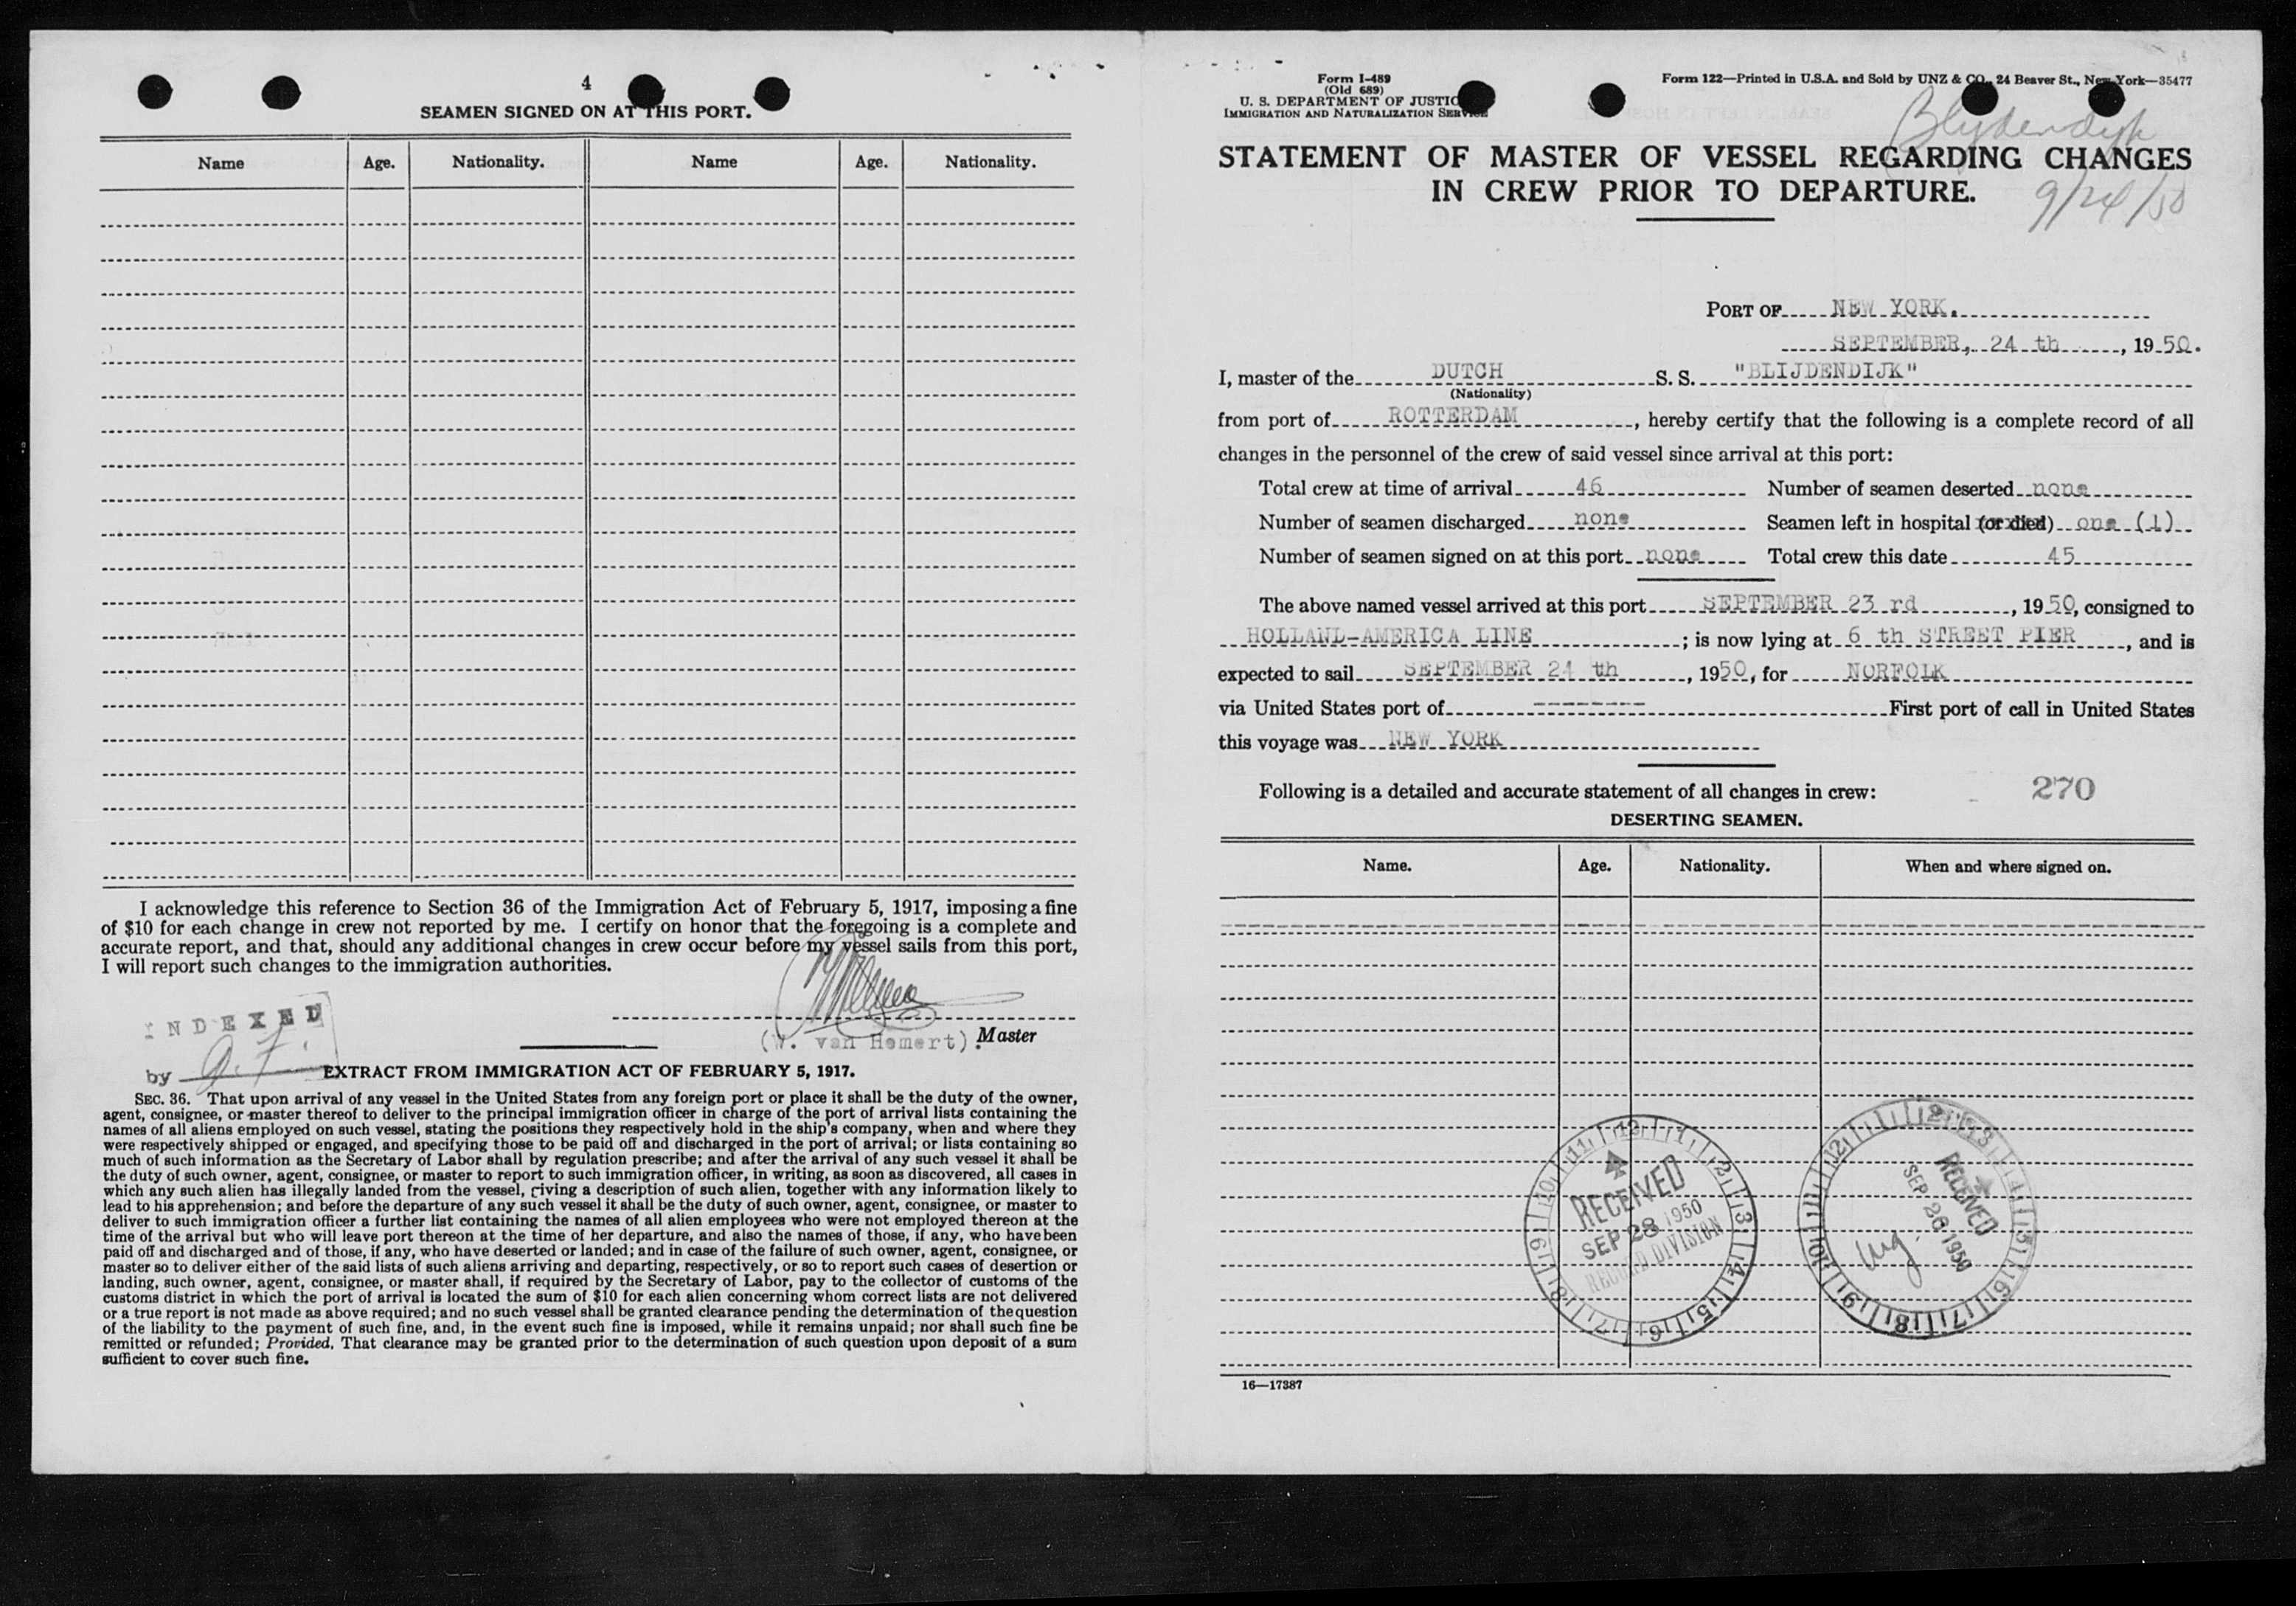 4
SEAMEN SIGNED ON AT THIS PORT.
Name Age. Nationality. Name Age. Nationality.
I acknowledge this reference to Section 36 of the Immigration Act of February 5, 1917, imposing a fine
of $10 for each change in crew not reported by me. I certify on honor that the foregoing is a complete and
accurate report, and that, should any additional changes in crew occur before my vessel sails from this port,
I will report such changes to the immigration authorities.
INDEXED
(W. van Hemert). Master
by
EXTRACT FROM IMMIGRATION ACT OF FEBRUARY 5, 1917.
SEC. 36. That upon arrival of any vessel in the United States from any foreign port or place it shall be the duty of the owner,
agent, consignee, or master thereof to deliver to the principal immigration officer in charge of the port of arrival lists containing the
names of all aliens employed on such vessel, stating the positions they respectively hold in the ship's company, when and where they
were respectively shipped or engaged, and specifying those to be paid off and discharged in the port of arrival; or lists containing so
much of such information as the Secretary of Labor shall by regulation prescribe; and after the arrival of any such vessel it shall be
the duty of such owner, agent, consignee, or master to report to such immigration officer, in writing, as soon as discovered, all cases in
which any such alien has illegally landed from the vessel, giving a description of such alien, together with any information likely to
lead to his apprehension; and before the departure of any such vessel it shall be the duty of such owner, agent, consignee, or master to
deliver to such immigration officer a further list containing the names of all alien employees who were not employed thereon at the
time of the arrival but who will leave port thereon at the time of her departure, and also the names of those, if any, who have been
paid off and discharged and of those, if any, who have deserted or landed; and in case of the failure of such owner, agent, consignee, or
master so to deliver either of the said lists of such aliens arriving and departing, respectively, or so to report such cases of desertion or
landing, such owner, agent, consignee, or master shall, if required by the Secretary of Labor, pay to the collector of customs of the
customs district in which the port of arrival is located the sum of $10 for each alien concerning whom correct lists are not delivered
or a true report is not made as above required; and no such vessel shall be granted clearance pending the determination of the question
of the liability to the payment of such fine, and, in the event such fine is imposed, while it remains unpaid; nor shall such fine be
remitted or refunded; Provided, That clearance may be granted prior to the determination of such question upon deposit of a sum
sufficient to cover such fine.
Form I-489
(Old 689)
U. S. DEPARTMENT OF JUSTICE
IMMIGRATION AND NATURALIZATION SERVICE
Form 122—Printed in U.S.A. and Sold by UNZ & CO., 24 Beaver St., New York—35477
Blydendyk
STATEMENT OF MASTER OF VESSEL REGARDING CHANGES
IN CREW PRIOR TO DEPARTURE.
9/24/50
PORT OF NEW YORK.
SEPTEMBER, 24 th, 1950.
I, master of the DUTCH S. S. "BLIJDENDIJK"
(Nationality)
from port of ROTTERDAM, hereby certify that the following is a complete record of all
changes in the personnel of the crew of said vessel since arrival at this port:
Total crew at time of arrival 46 Number of seamen deserted none
Number of seamen discharged none Seamen left in hospital (or died) one (1)
Number of seamen signed on at this port none Total crew this date 45
The above named vessel arrived at this port SEPTEMBER 23 rd, 1950, consigned to
HOLLAND-AMERICA LINE; is now lying at 6 th STREET PIER, and is
expected to sail SEPTEMBER 24 th, 1950, for NORFOLK
via United States port of -------- First port of call in United States
this voyage was NEW YORK
Following is a detailed and accurate statement of all changes in crew: 270
DESERTING SEAMEN.
Name. Age. Nationality. When and where signed on.
RECEIVED
SEP 28 1950
RECORD DIVISION
RECEIVED
SEP 26 1950
16—17387